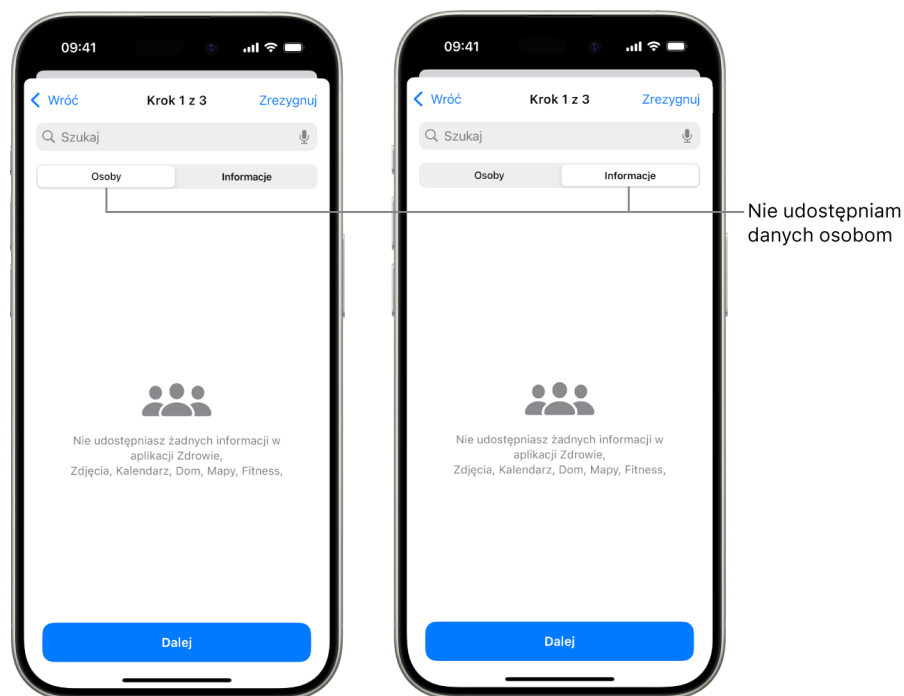 09:41
Wróć Krok 1 z 3 Zrezygnuj
Szukaj
Osoby Informacje
Nie udostępniasz żadnych informacji w
aplikacji Zdrowie,
Zdjęcia, Kalendarz, Dom, Mapy, Fitness,
Dalej
09:41
Wróć Krok 1 z 3 Zrezygnuj
Szukaj
Osoby Informacje
Nie udostępniasz żadnych informacji w
aplikacji Zdrowie,
Zdjęcia, Kalendarz, Dom, Mapy, Fitness,
Dalej
Nie udostępniam
danych osobom